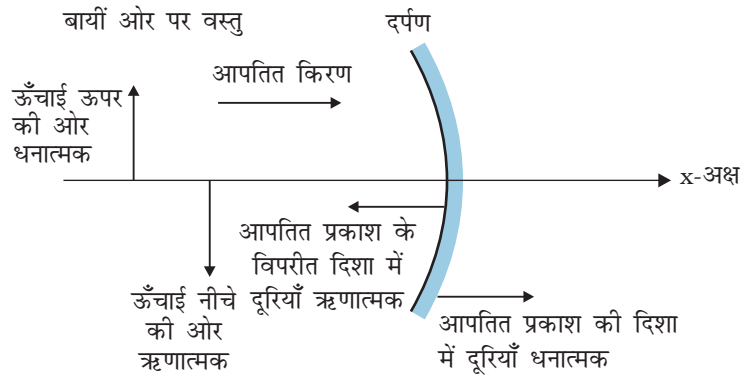 बायीं ओर पर वस्तु
दर्पण
आपतित किरण
ऊँचाई ऊपर
की ओर
धनात्मक
x-अक्ष
आपतित प्रकाश के
विपरीत दिशा में
दूरियाँ ऋणात्मक
ऊँचाई नीचे
की ओर
ऋणात्मक
आपतित प्रकाश की दिशा
में दूरियाँ धनात्मक